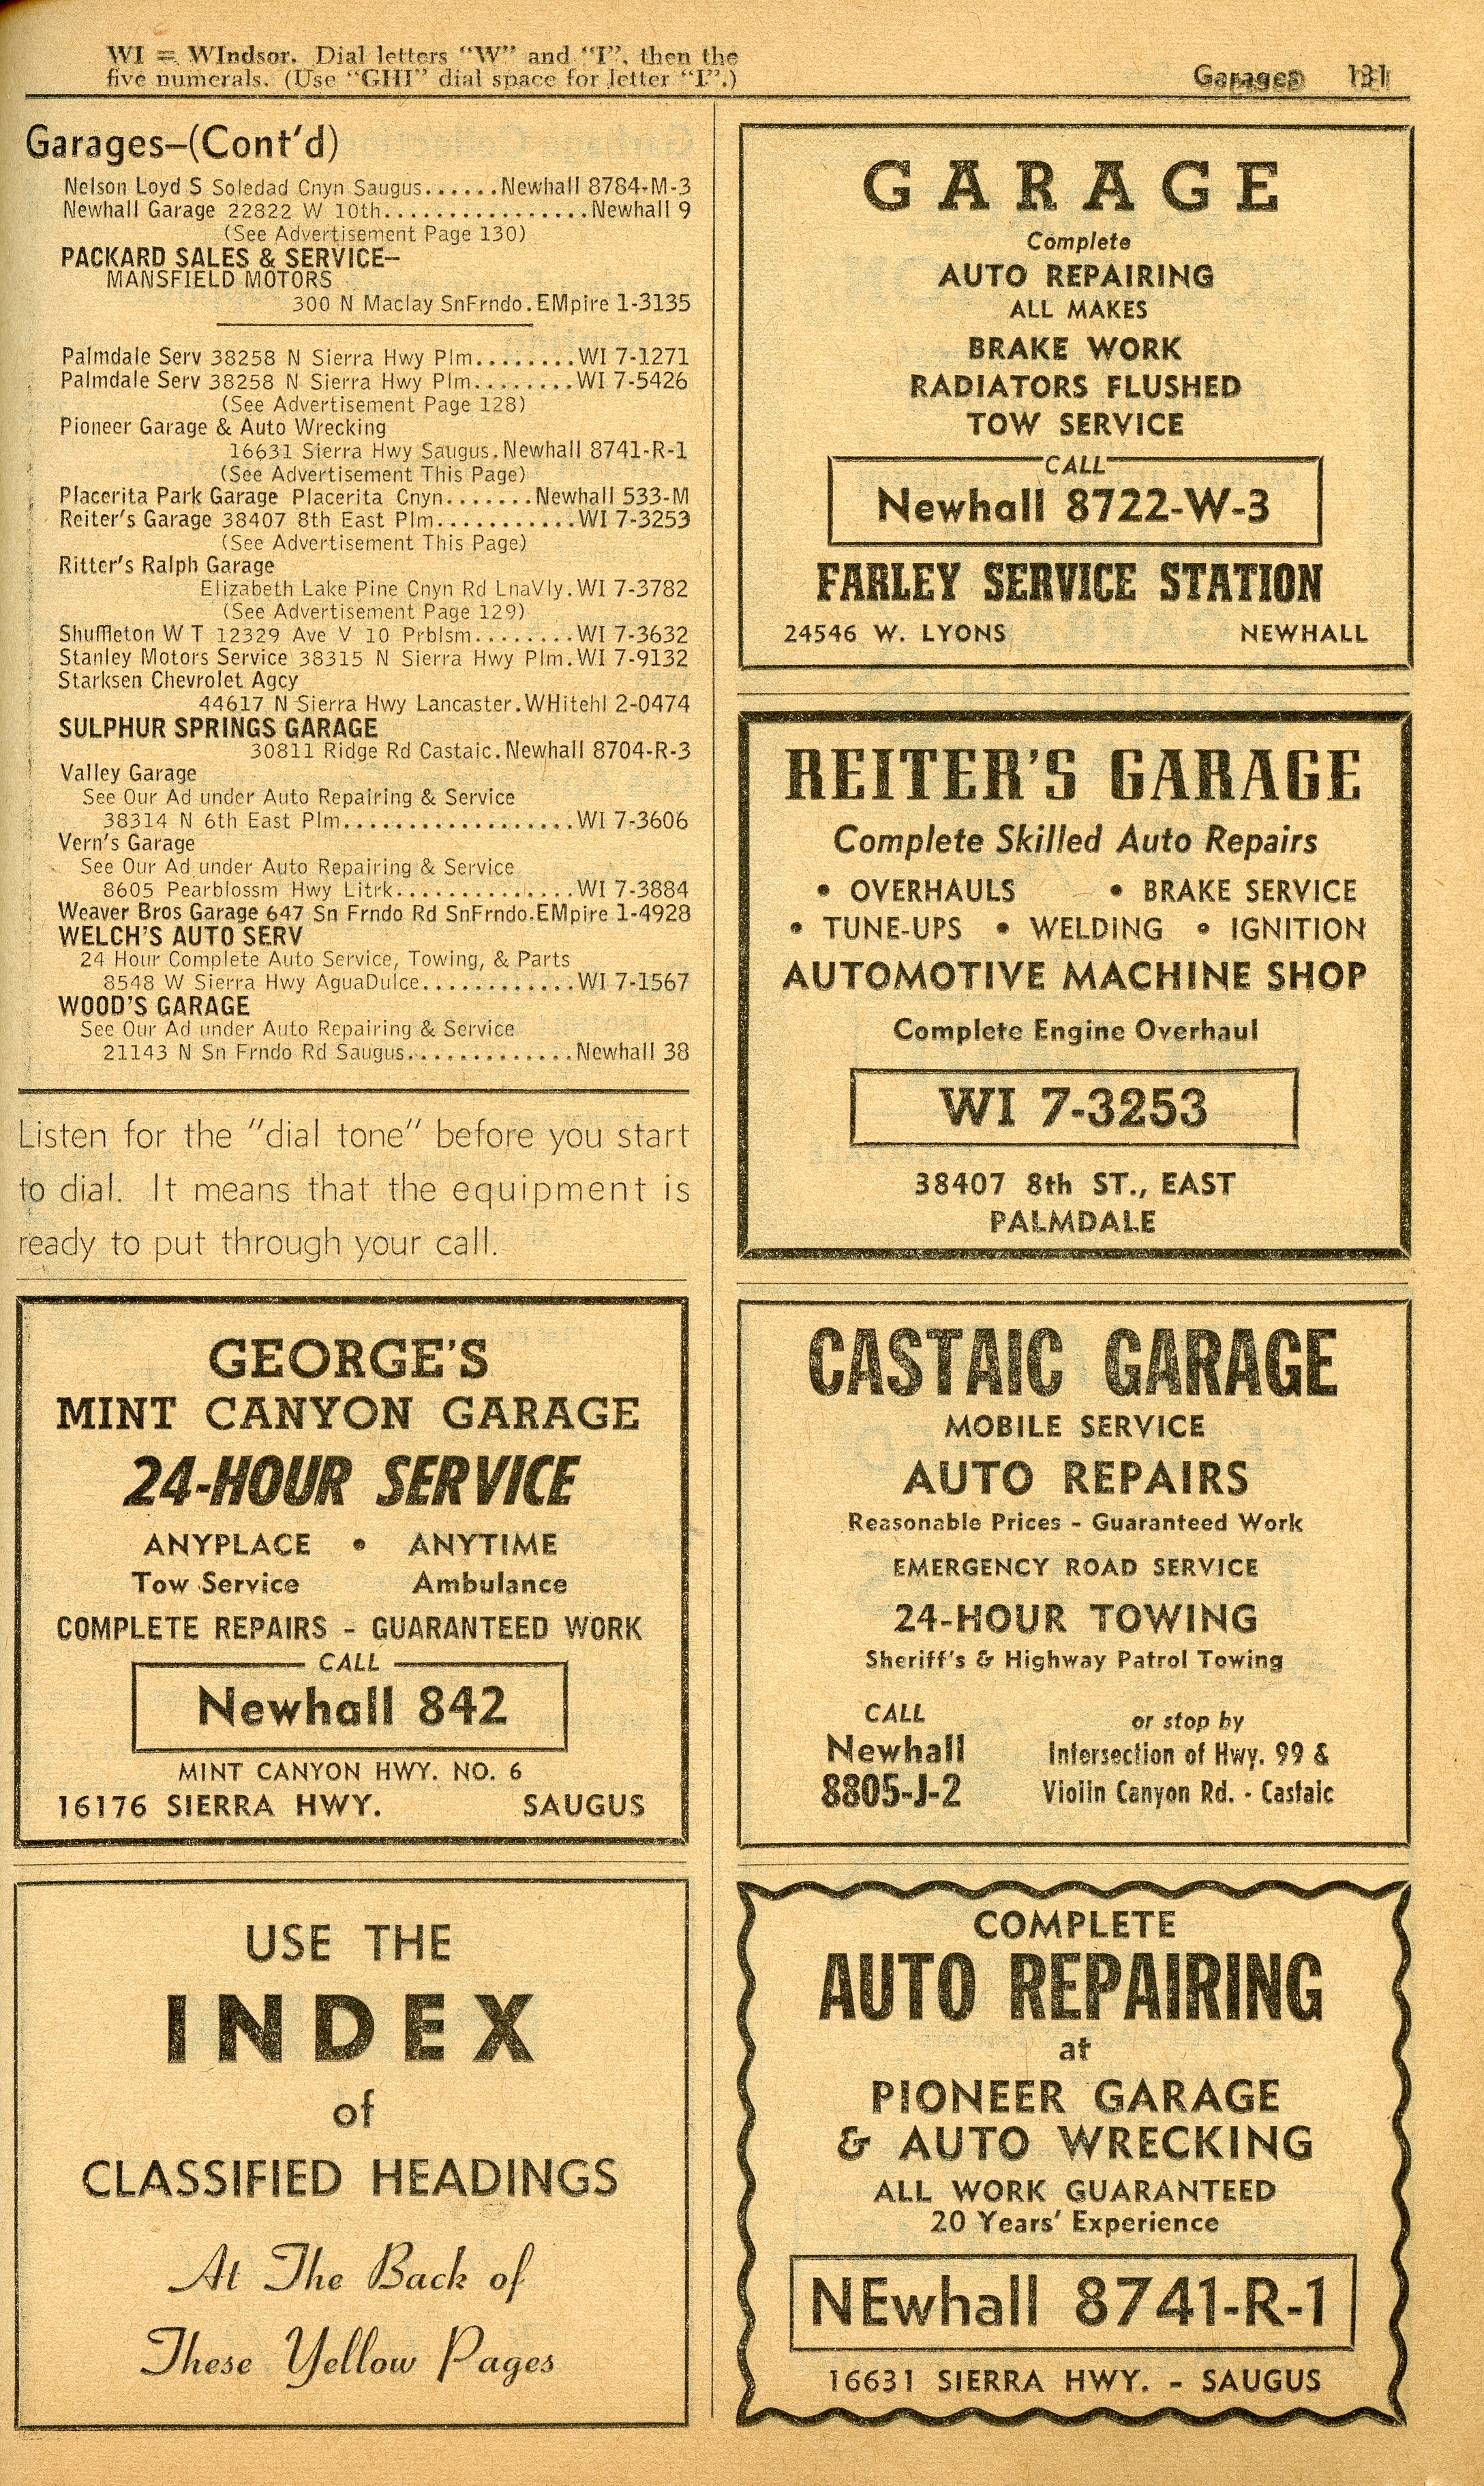 WI = WIndsor. Dial letters "W" and "I", then the
five numerals. (Use "GHI" dial space for letter "I".)
Garages 131
Garages–(Cont'd)
Nelson Loyd S Soledad Cnyn Saugus......Newhall 8784-M-3
Newhall Garage 22822 W 10th................Newhall 9
(See Advertisement Page 130)
PACKARD SALES & SERVICE–
MANSFIELD MOTORS
300 N Maclay SnFrndo.EMpire 1-3135
Palmdale Serv 38258 N Sierra Hwy Plm........WI 7-1271
Palmdale Serv 38258 N Sierra Hwy Plm........WI 7-5426
(See Advertisement Page 128)
Pioneer Garage & Auto Wrecking
16631 Sierra Hwy Saugus.Newhall 8741-R-1
(See Advertisement This Page)
Placerita Park Garage Placerita Cnyn.......Newhall 533-M
Reiter's Garage 38407 8th East Plm...........WI 7-3253
(See Advertisement This Page)
Ritter's Ralph Garage
Elizabeth Lake Pine Cnyn Rd LnaVly.WI 7-3782
(See Advertisement Page 129)
Shuffleton W T 12329 Ave V 10 Prblsm........WI 7-3632
Stanley Motors Service 38315 N Sierra Hwy Plm.WI 7-9132
Starksen Chevrolet Agcy
44617 N Sierra Hwy Lancaster.WHitehl 2-0474
SULPHUR SPRINGS GARAGE
30811 Ridge Rd Castaic.Newhall 8704-R-3
Valley Garage
See Our Ad under Auto Repairing & Service
38314 N 6th East Plm..................WI 7-3606
Vern's Garage
See Our Ad under Auto Repairing & Service
8605 Pearblossm Hwy Litrk..............WI 7-3884
Weaver Bros Garage 647 Sn Frndo Rd SnFrndo.EMpire 1-4928
WELCH'S AUTO SERV
24 Hour Complete Auto Service, Towing, & Parts
8548 W Sierra Hwy AguaDulce............WI 7-1567
WOOD'S GARAGE
See Our Ad under Auto Repairing & Service
21143 N Sn Frndo Rd Saugus.............Newhall 38
Listen for the "dial tone" before you start
to dial. It means that the equipment is
ready to put through your call.
GEORGE'S
MINT CANYON GARAGE
24-HOUR SERVICE
ANYPLACE • ANYTIME
Tow Service Ambulance
COMPLETE REPAIRS - GUARANTEED WORK
CALL
Newhall 842
MINT CANYON HWY. NO. 6
16176 SIERRA HWY. SAUGUS
USE THE
INDEX
of
CLASSIFIED HEADINGS
At The Back of
These Yellow Pages
GARAGE
Complete
AUTO REPAIRING
ALL MAKES
BRAKE WORK
RADIATORS FLUSHED
TOW SERVICE
CALL
Newhall 8722-W-3
FARLEY SERVICE STATION
24546 W. LYONS NEWHALL
REITER'S GARAGE
Complete Skilled Auto Repairs
• OVERHAULS • BRAKE SERVICE
• TUNE-UPS • WELDING • IGNITION
AUTOMOTIVE MACHINE SHOP
Complete Engine Overhaul
WI 7-3253
38407 8th ST., EAST
PALMDALE
CASTAIC GARAGE
MOBILE SERVICE
AUTO REPAIRS
Reasonable Prices - Guaranteed Work
EMERGENCY ROAD SERVICE
24-HOUR TOWING
Sheriff's & Highway Patrol Towing
CALL
Newhall
8805-J-2
or stop by
Intersection of Hwy. 99 &
Violin Canyon Rd. - Castaic
COMPLETE
AUTO REPAIRING
at
PIONEER GARAGE
& AUTO WRECKING
ALL WORK GUARANTEED
20 Years' Experience
NEwhall 8741-R-1
16631 SIERRA HWY. - SAUGUS